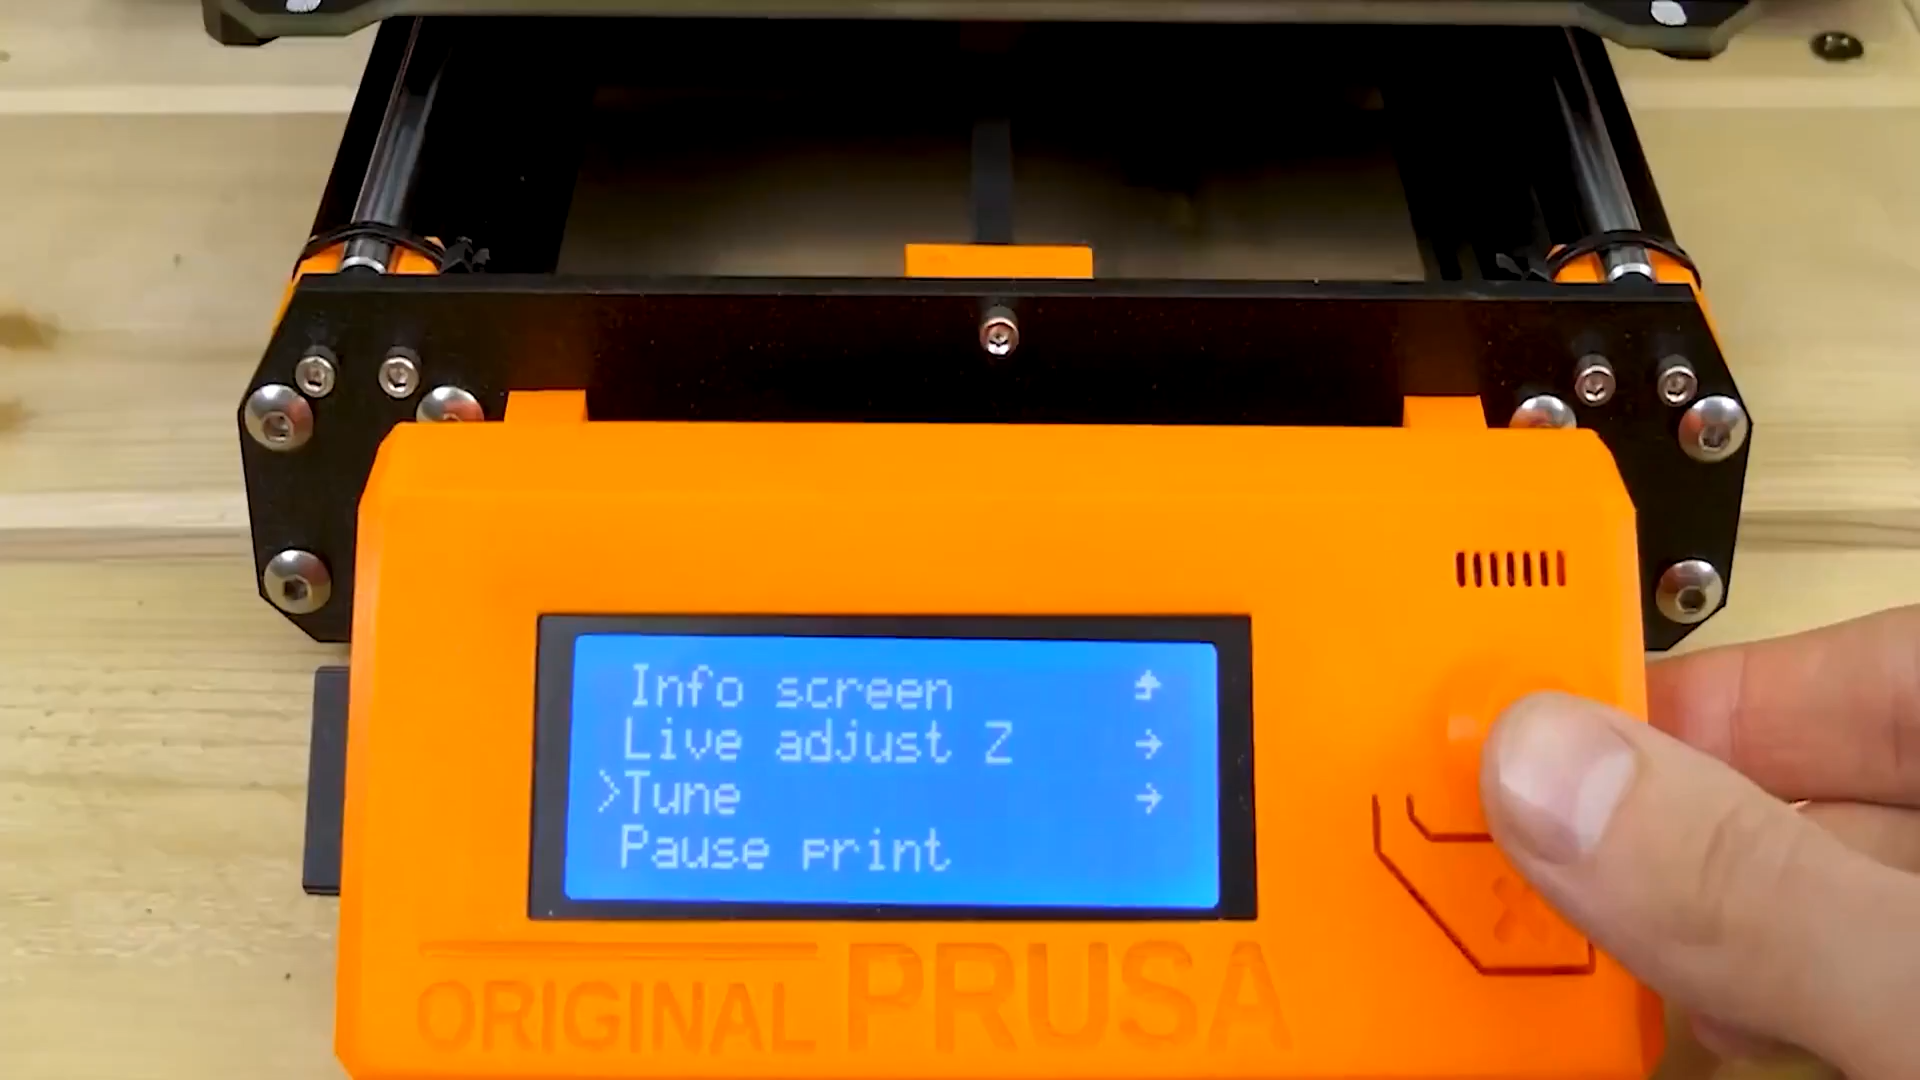 Info screen
Live adjust Z →
>Tune →
Pause print
ORIGINAL PRUSA